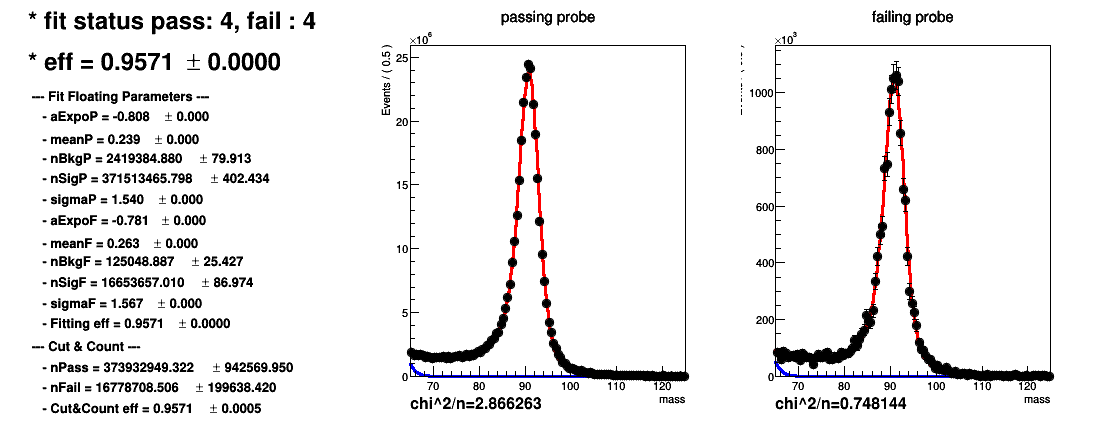 * fit status pass: 4, fail : 4
* eff = 0.9571 ± 0.0000
--- Fit Floating Parameters ---
- aExpoP = -0.808 ± 0.000
- meanP = 0.239 ± 0.000
- nBkgP = 2419384.880 ± 79.913
- nSigP = 371513465.798 ± 402.434
- sigmaP = 1.540 ± 0.000
- aExpoF = -0.781 ± 0.000
- meanF = 0.263 ± 0.000
- nBkgF = 125048.887 ± 25.427
- nSigF = 16653657.010 ± 86.974
- sigmaF = 1.567 ± 0.000
- Fitting eff = 0.9571 ± 0.0000
--- Cut & Count ---
- nPass = 373932949.322 ± 942569.950
- nFail = 16778708.506 ± 199638.420
- Cut&Count eff = 0.9571 ± 0.0005
passing probe
×10⁶
Events / ( 0.5 )
25
20
15
10
5
0
70 80 90 100 110 120
mass
chi^2/n=2.866263
failing probe
×10³
1000
800
600
400
200
0
70 80 90 100 110 120
mass
chi^2/n=0.748144